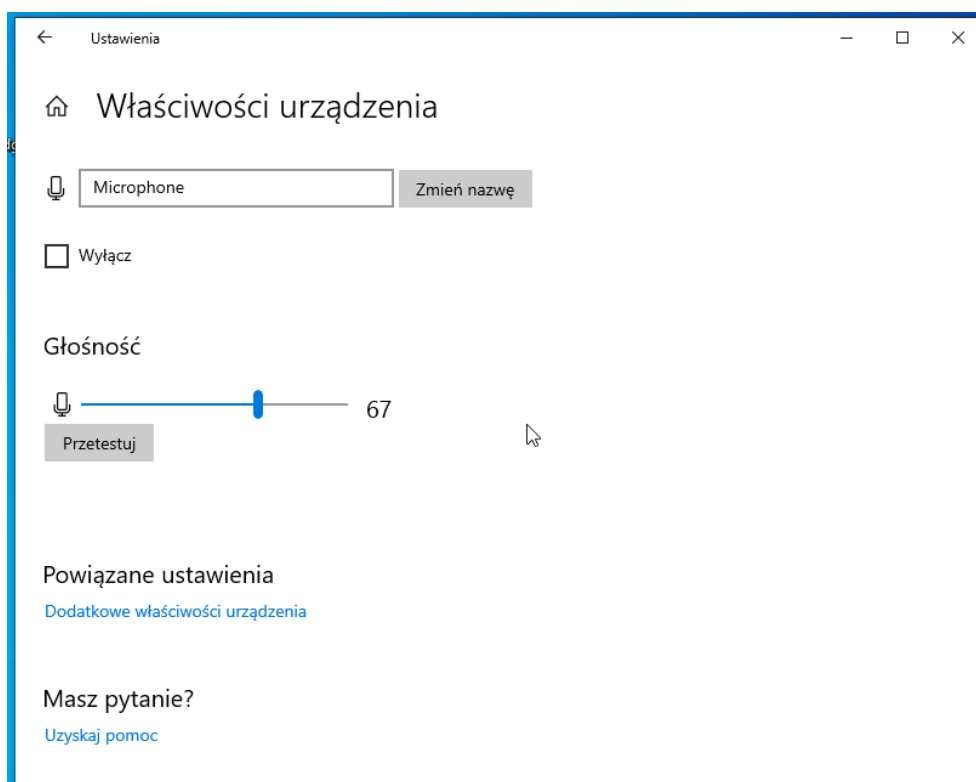 Ustawienia
Właściwości urządzenia
Microphone
Zmień nazwę
Wyłącz
Głośność
67
Przetestuj
Powiązane ustawienia
Dodatkowe właściwości urządzenia
Masz pytanie?
Uzyskaj pomoc